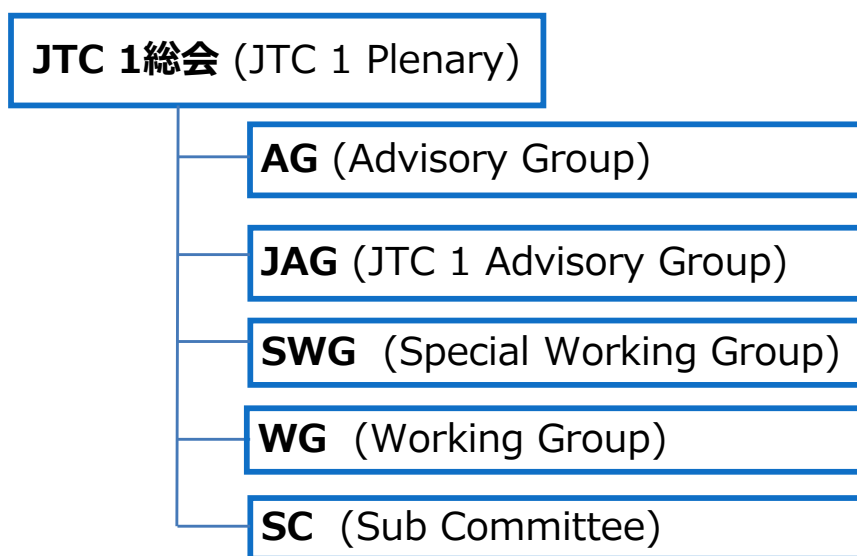 JTC 1総会 (JTC 1 Plenary)
AG (Advisory Group)
JAG (JTC 1 Advisory Group)
SWG (Special Working Group)
WG (Working Group)
SC (Sub Committee)